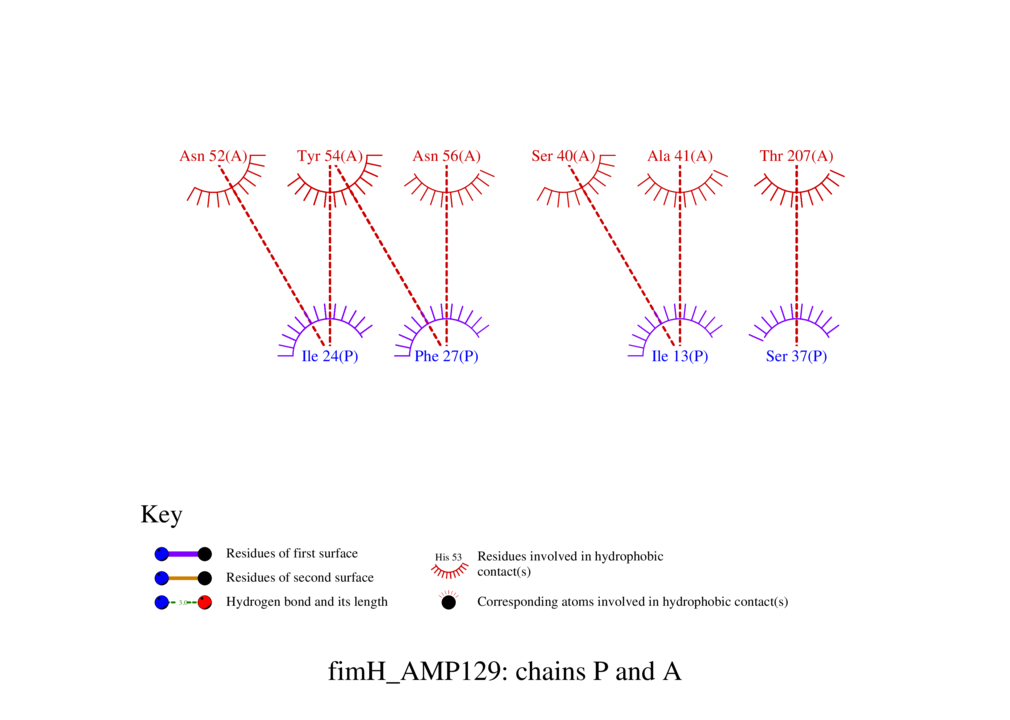 Asn 52(A) Tyr 54(A) Asn 56(A) Ser 40(A) Ala 41(A) Thr 207(A)
Ile 24(P) Phe 27(P) Ile 13(P) Ser 37(P)
Key
Residues of first surface
Residues of second surface
3.0
Hydrogen bond and its length
His 53
Residues involved in hydrophobic
contact(s)
Corresponding atoms involved in hydrophobic contact(s)
fimH_AMP129: chains P and A